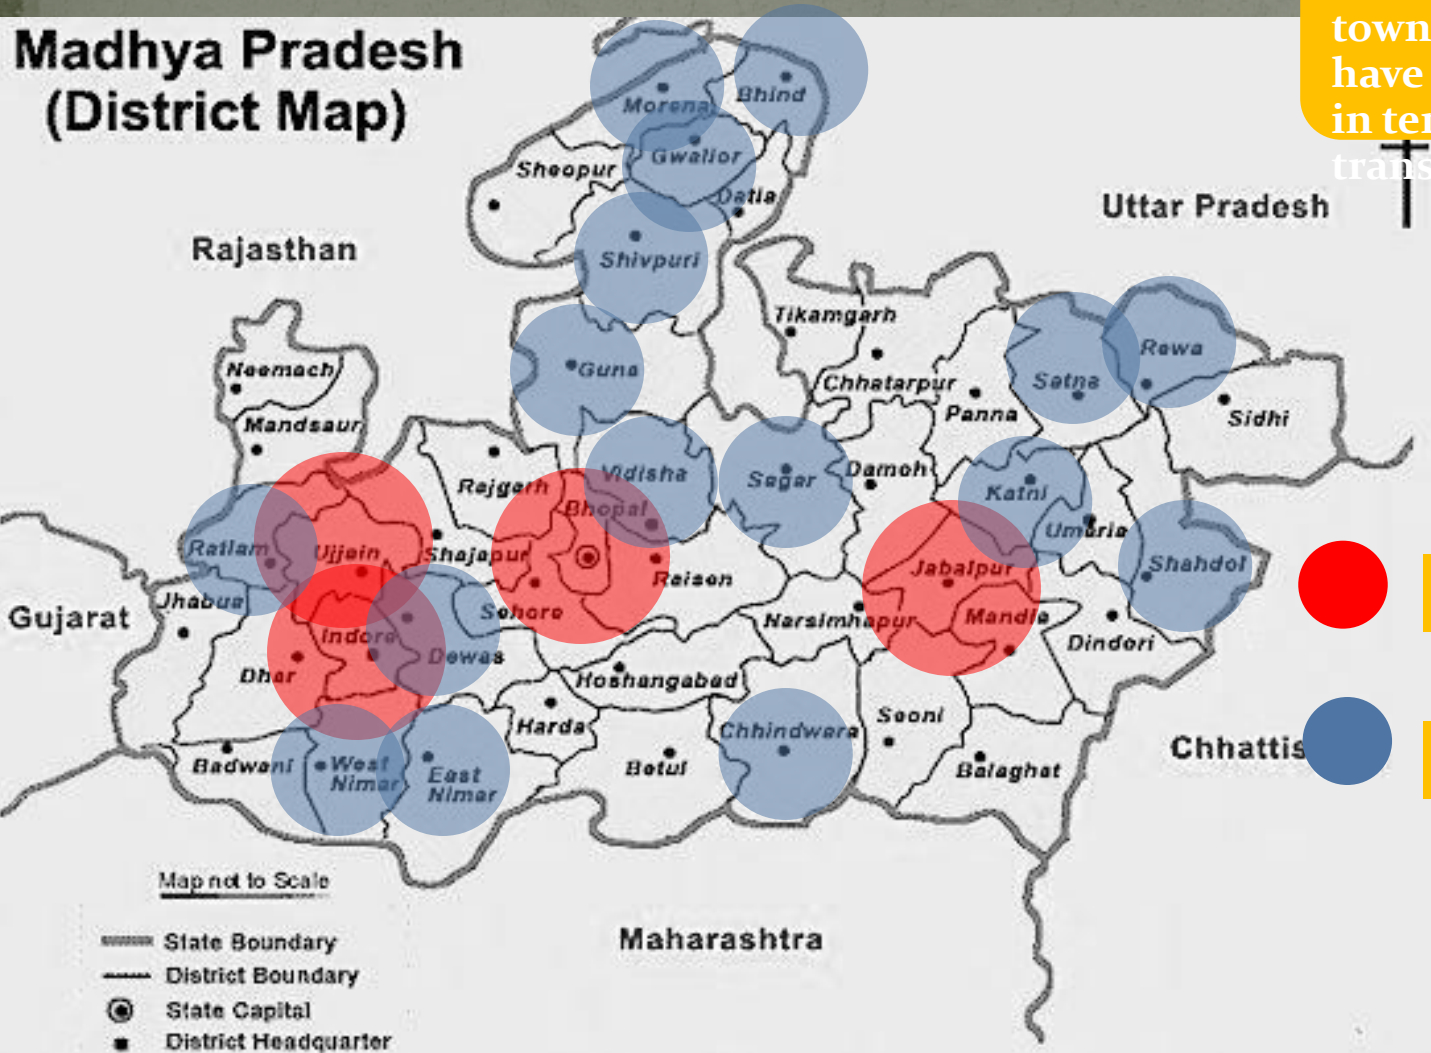 Madhya Pradesh
(District Map)
town
have
in ter
trans
Morena
Bhind
Gwalior
Sheopur
Datia
Uttar Pradesh
Rajasthan
Shivpuri
Tikamgarh
Rewa
Neemach
Guna
Satna
Chhatarpur
Panna
Sidhi
Mandsaur
Vidisha
Sagar
Damoh
Rajgarh
Katni
Bhopal
Umaria
Ratlam
Ujjain
Shajapur
Jabalpur
Shahdol
Raisen
Jhabua
Sehore
Gujarat
Narsimhapur
Mandla
Indore
Dindori
Dewas
Dhar
Hoshangabad
Seoni
Harda
Chhindwara
Chhattis
Badwani
West
Nimar
East
Nimar
Betul
Balaghat
Map not to Scale
Maharashtra
State Boundary
District Boundary
State Capital
District Headquarter